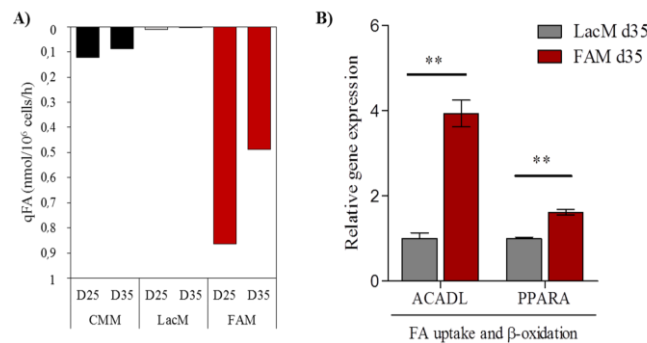 A)
qFA (nmol/10⁶ cells/h)
0
0,1
0,2
0,3
0,4
0,5
0,6
0,7
0,8
0,9
1
D25 D35 D25 D35 D25 D35
CMM LacM FAM
B)
LacM d35
FAM d35
Relative gene expression
6
4
2
0
**
**
ACADL PPARA
FA uptake and β-oxidation